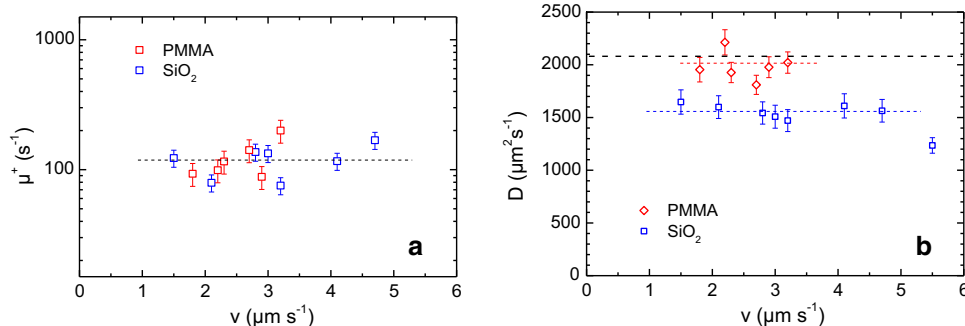 1000
100
μ⁺ (s⁻¹)
PMMA
SiO₂
a
0 1 2 3 4 5 6
v (μm s⁻¹)
2500
2000
1500
1000
500
0
D (μm²s⁻¹)
PMMA
SiO₂
b
0 1 2 3 4 5 6
v (μm s⁻¹)